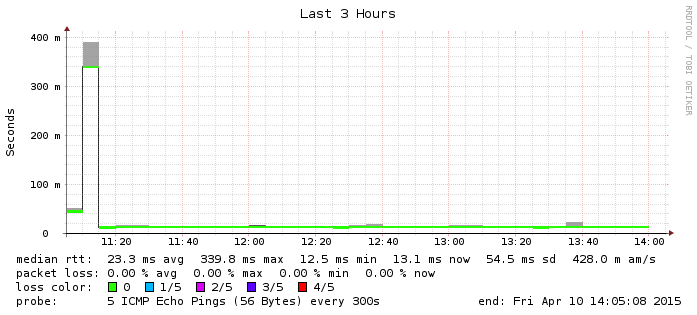 Last 3 Hours
RRDTOOL / TOBI OETIKER
Seconds
400 m
300 m
200 m
100 m
0
11:20 11:40 12:00 12:20 12:40 13:00 13:20 13:40 14:00
median rtt: 23.3 ms avg 339.8 ms max 12.5 ms min 13.1 ms now 54.5 ms sd 428.0 m am/s
packet loss: 0.00 % avg 0.00 % max 0.00 % min 0.00 % now
loss color: 0 1/5 2/5 3/5 4/5
probe: 5 ICMP Echo Pings (56 Bytes) every 300s end: Fri Apr 10 14:05:08 2015